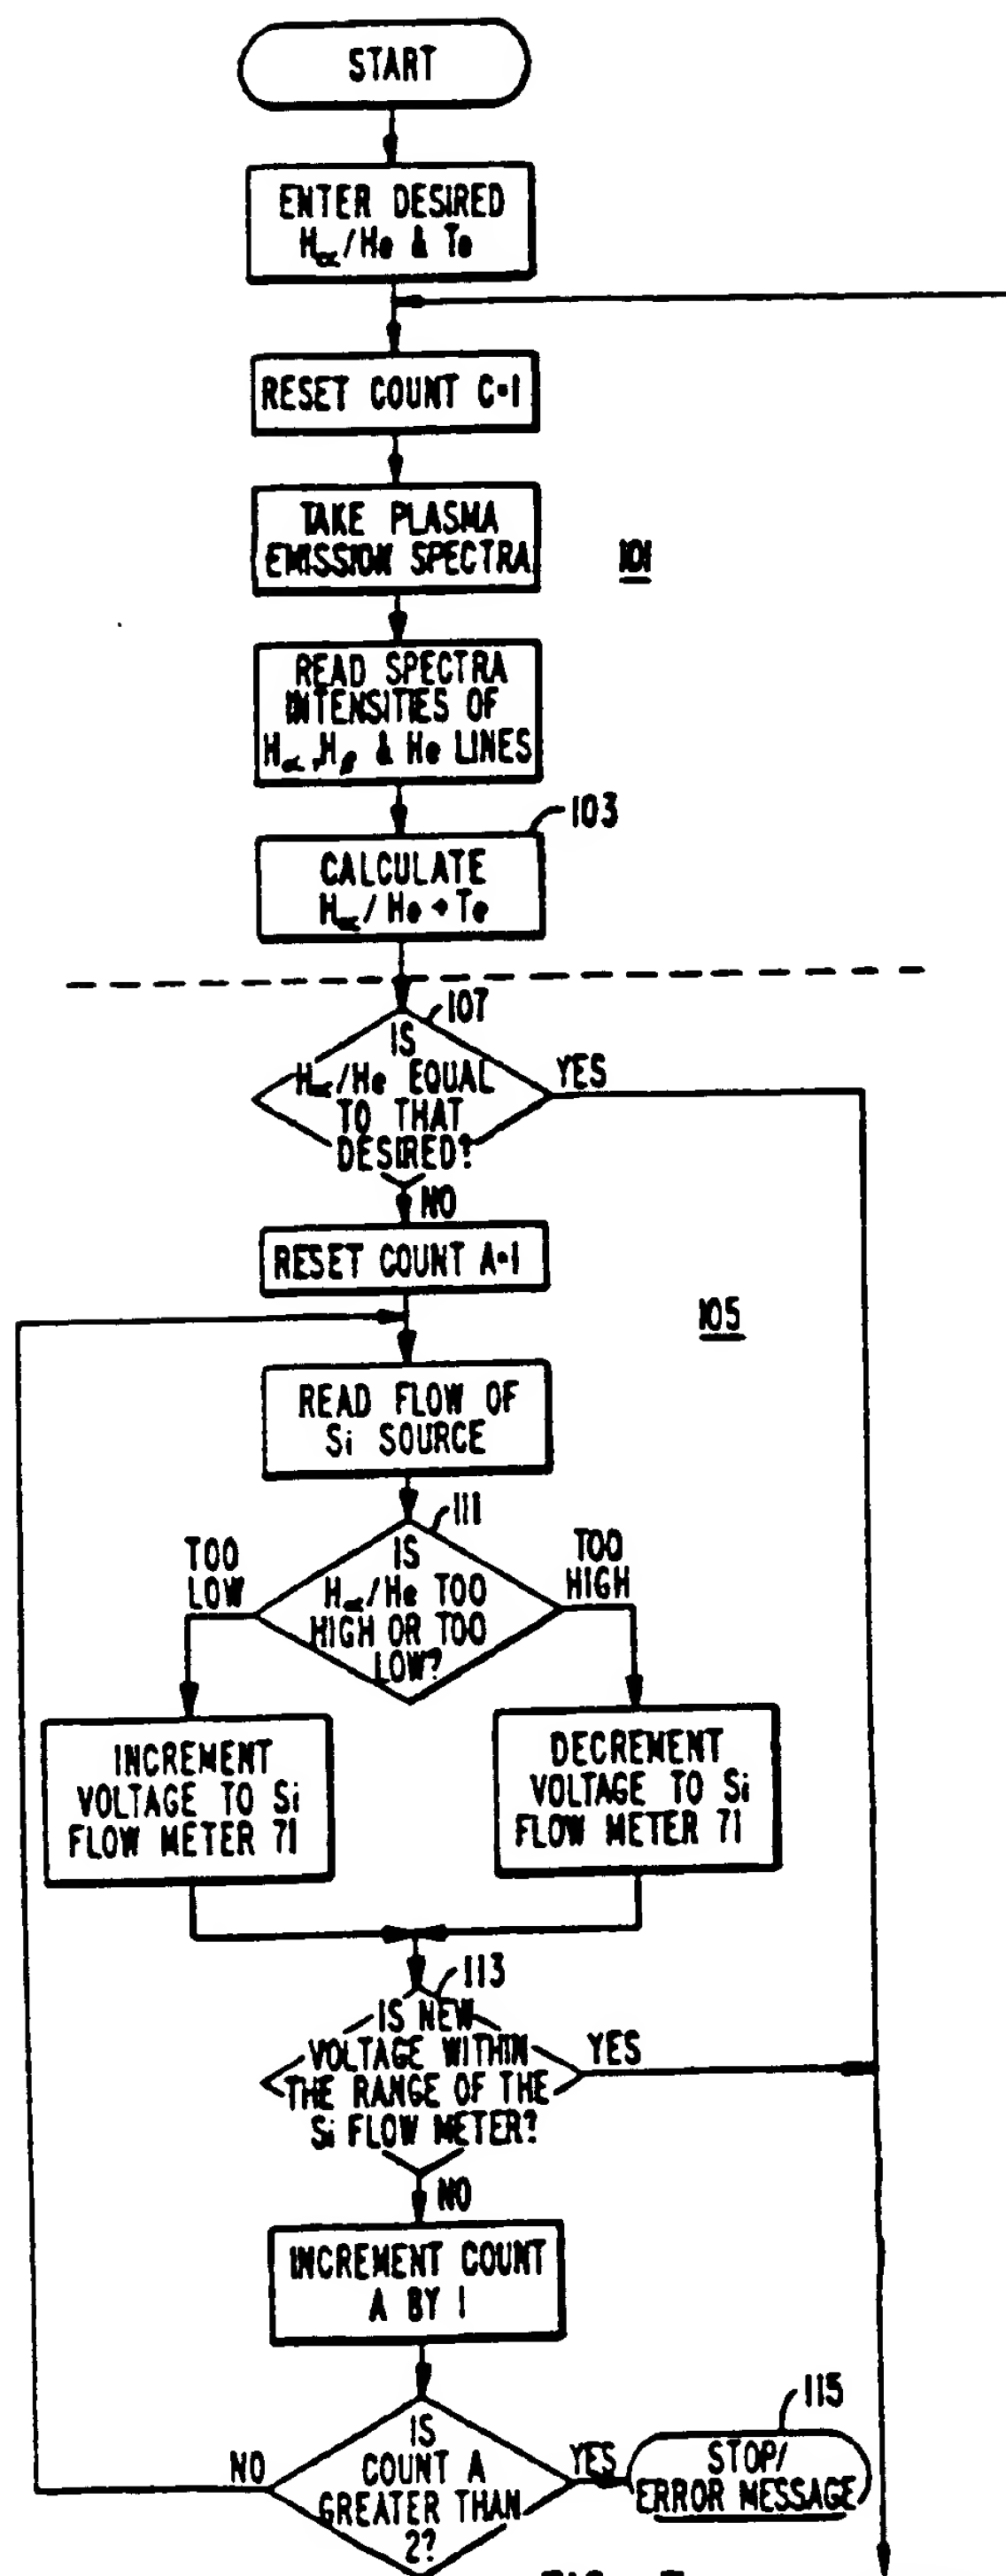 START
ENTER DESIRED
Hα/He & Te
RESET COUNT C=1
TAKE PLASMA
EMISSION SPECTRA
101
READ SPECTRA
INTENSITIES OF
Hα,Hβ & He LINES
103
CALCULATE
Hα/He + Te
107
IS
Hα/He EQUAL
TO THAT
DESIRED?
YES
NO
RESET COUNT A=1
105
READ FLOW OF
Si SOURCE
111
IS
Hα/He TOO
HIGH OR TOO
LOW?
TOO
LOW
TOO
HIGH
INCREMENT
VOLTAGE TO Si
FLOW METER 71
DECREMENT
VOLTAGE TO Si
FLOW METER 71
113
IS NEW
VOLTAGE WITHIN
THE RANGE OF THE
Si FLOW METER?
YES
NO
INCREMENT COUNT
A BY 1
IS
COUNT A
GREATER THAN
2?
NO
YES
115
STOP/
ERROR MESSAGE